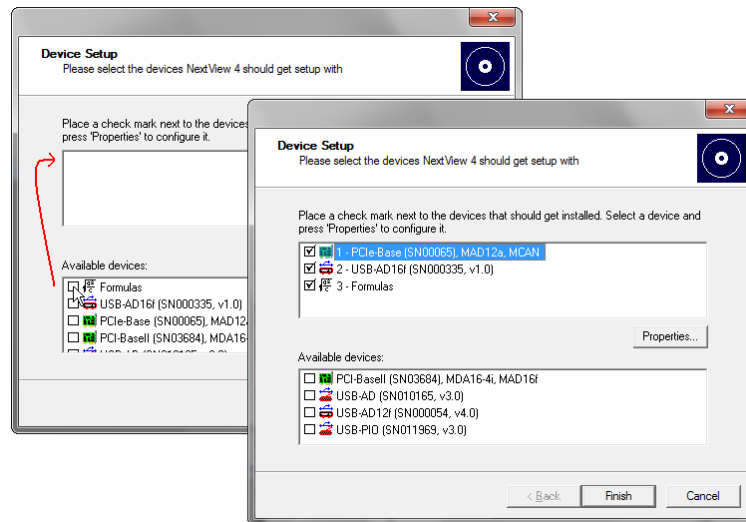 Device Setup
Please select the devices NextView 4 should get setup with
Place a check mark next to the devices
press 'Properties' to configure it.
Available devices:
Formulas
USB-AD16f (SN000335, v1.0)
PCIe-Base (SN00065), MAD12
PCI-BaseII (SN03684), MDA16-
Device Setup
Please select the devices NextView 4 should get setup with
Place a check mark next to the devices that should get installed. Select a device and
press 'Properties' to configure it.
1 - PCIe-Base (SN00065), MAD12a, MCAN
2 - USB-AD16f (SN000335, v1.0)
3 - Formulas
Properties...
Available devices:
PCI-BaseII (SN03684), MDA16-4i, MAD16f
USB-AD (SN010165, v3.0)
USB-AD12f (SN000054, v4.0)
USB-PIO (SN011969, v3.0)
< Back
Finish
Cancel